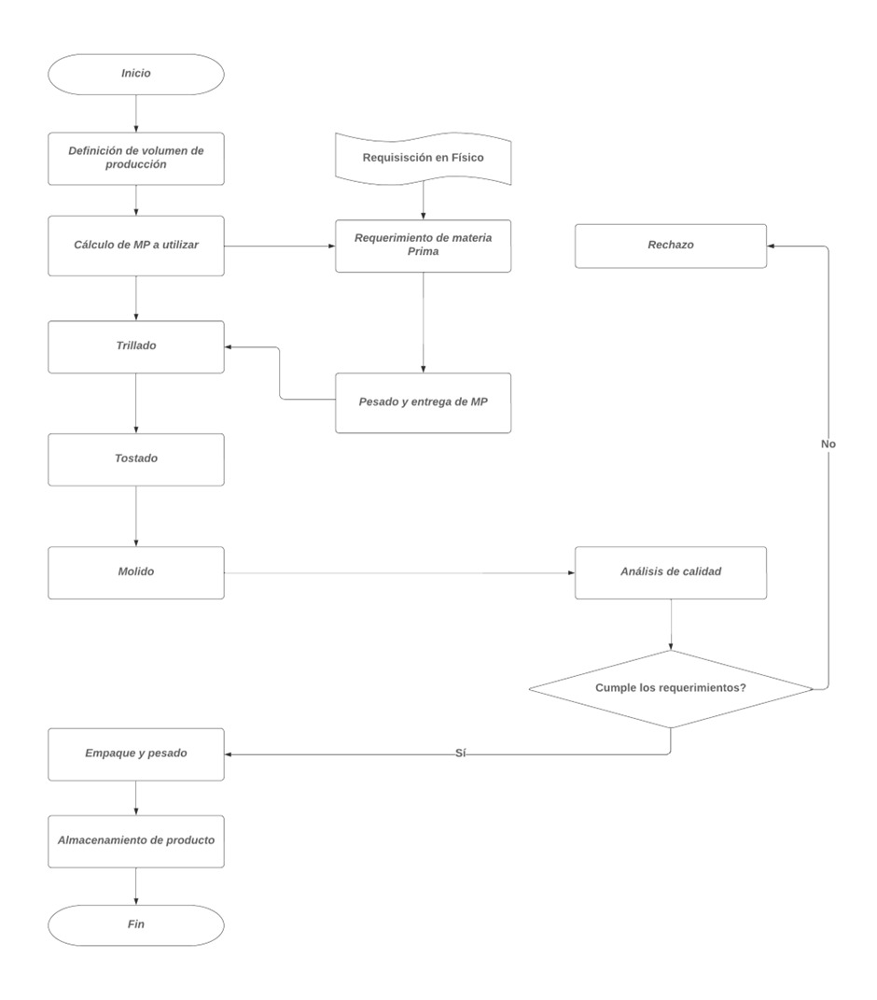 Inicio
Definición de volumen de
producción
Requisisción en Físico
Cálculo de MP a utilizar
Requerimiento de materia
Prima
Rechazo
Trillado
Pesado y entrega de MP
No
Tostado
Molido
Análisis de calidad
Cumple los requerimientos?
Empaque y pesado
Sí
Almacenamiento de producto
Fin